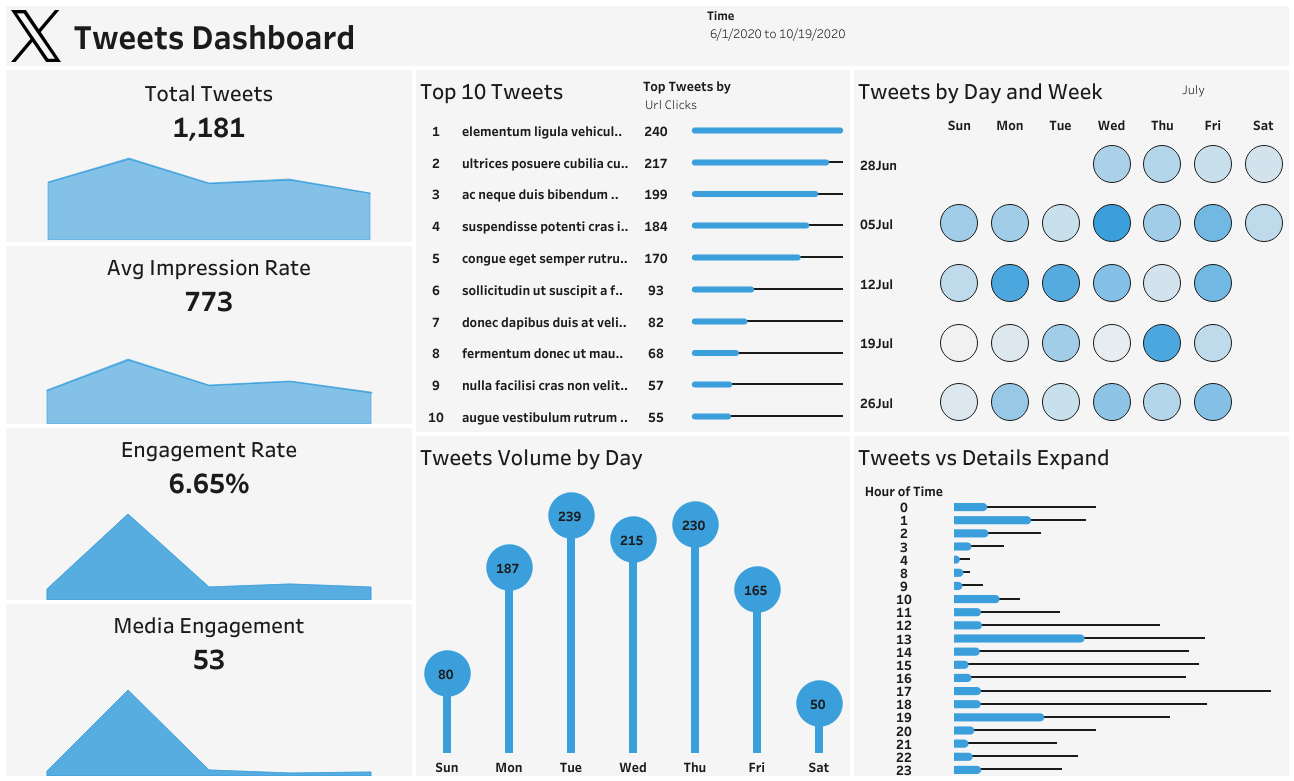 Tweets Dashboard
Time
6/1/2020 to 10/19/2020
Total Tweets
1,181
Avg Impression Rate
773
Engagement Rate
6.65%
Media Engagement
53
Top 10 Tweets
Top Tweets by
Url Clicks
1 elementum ligula vehicul.. 240
2 ultrices posuere cubilia cu.. 217
3 ac neque duis bibendum .. 199
4 suspendisse potenti cras i.. 184
5 congue eget semper rutru.. 170
6 sollicitudin ut suscipit a f.. 93
7 donec dapibus duis at veli.. 82
8 fermentum donec ut mau.. 68
9 nulla facilisi cras non velit.. 57
10 augue vestibulum rutrum .. 55
Tweets by Day and Week
July
Sun Mon Tue Wed Thu Fri Sat
28Jun
05Jul
12Jul
19Jul
26Jul
Tweets Volume by Day
80 187 239 215 230 165 50
Sun Mon Tue Wed Thu Fri Sat
Tweets vs Details Expand
Hour of Time
0
1
2
3
4
8
9
10
11
12
13
14
15
16
17
18
19
20
21
22
23